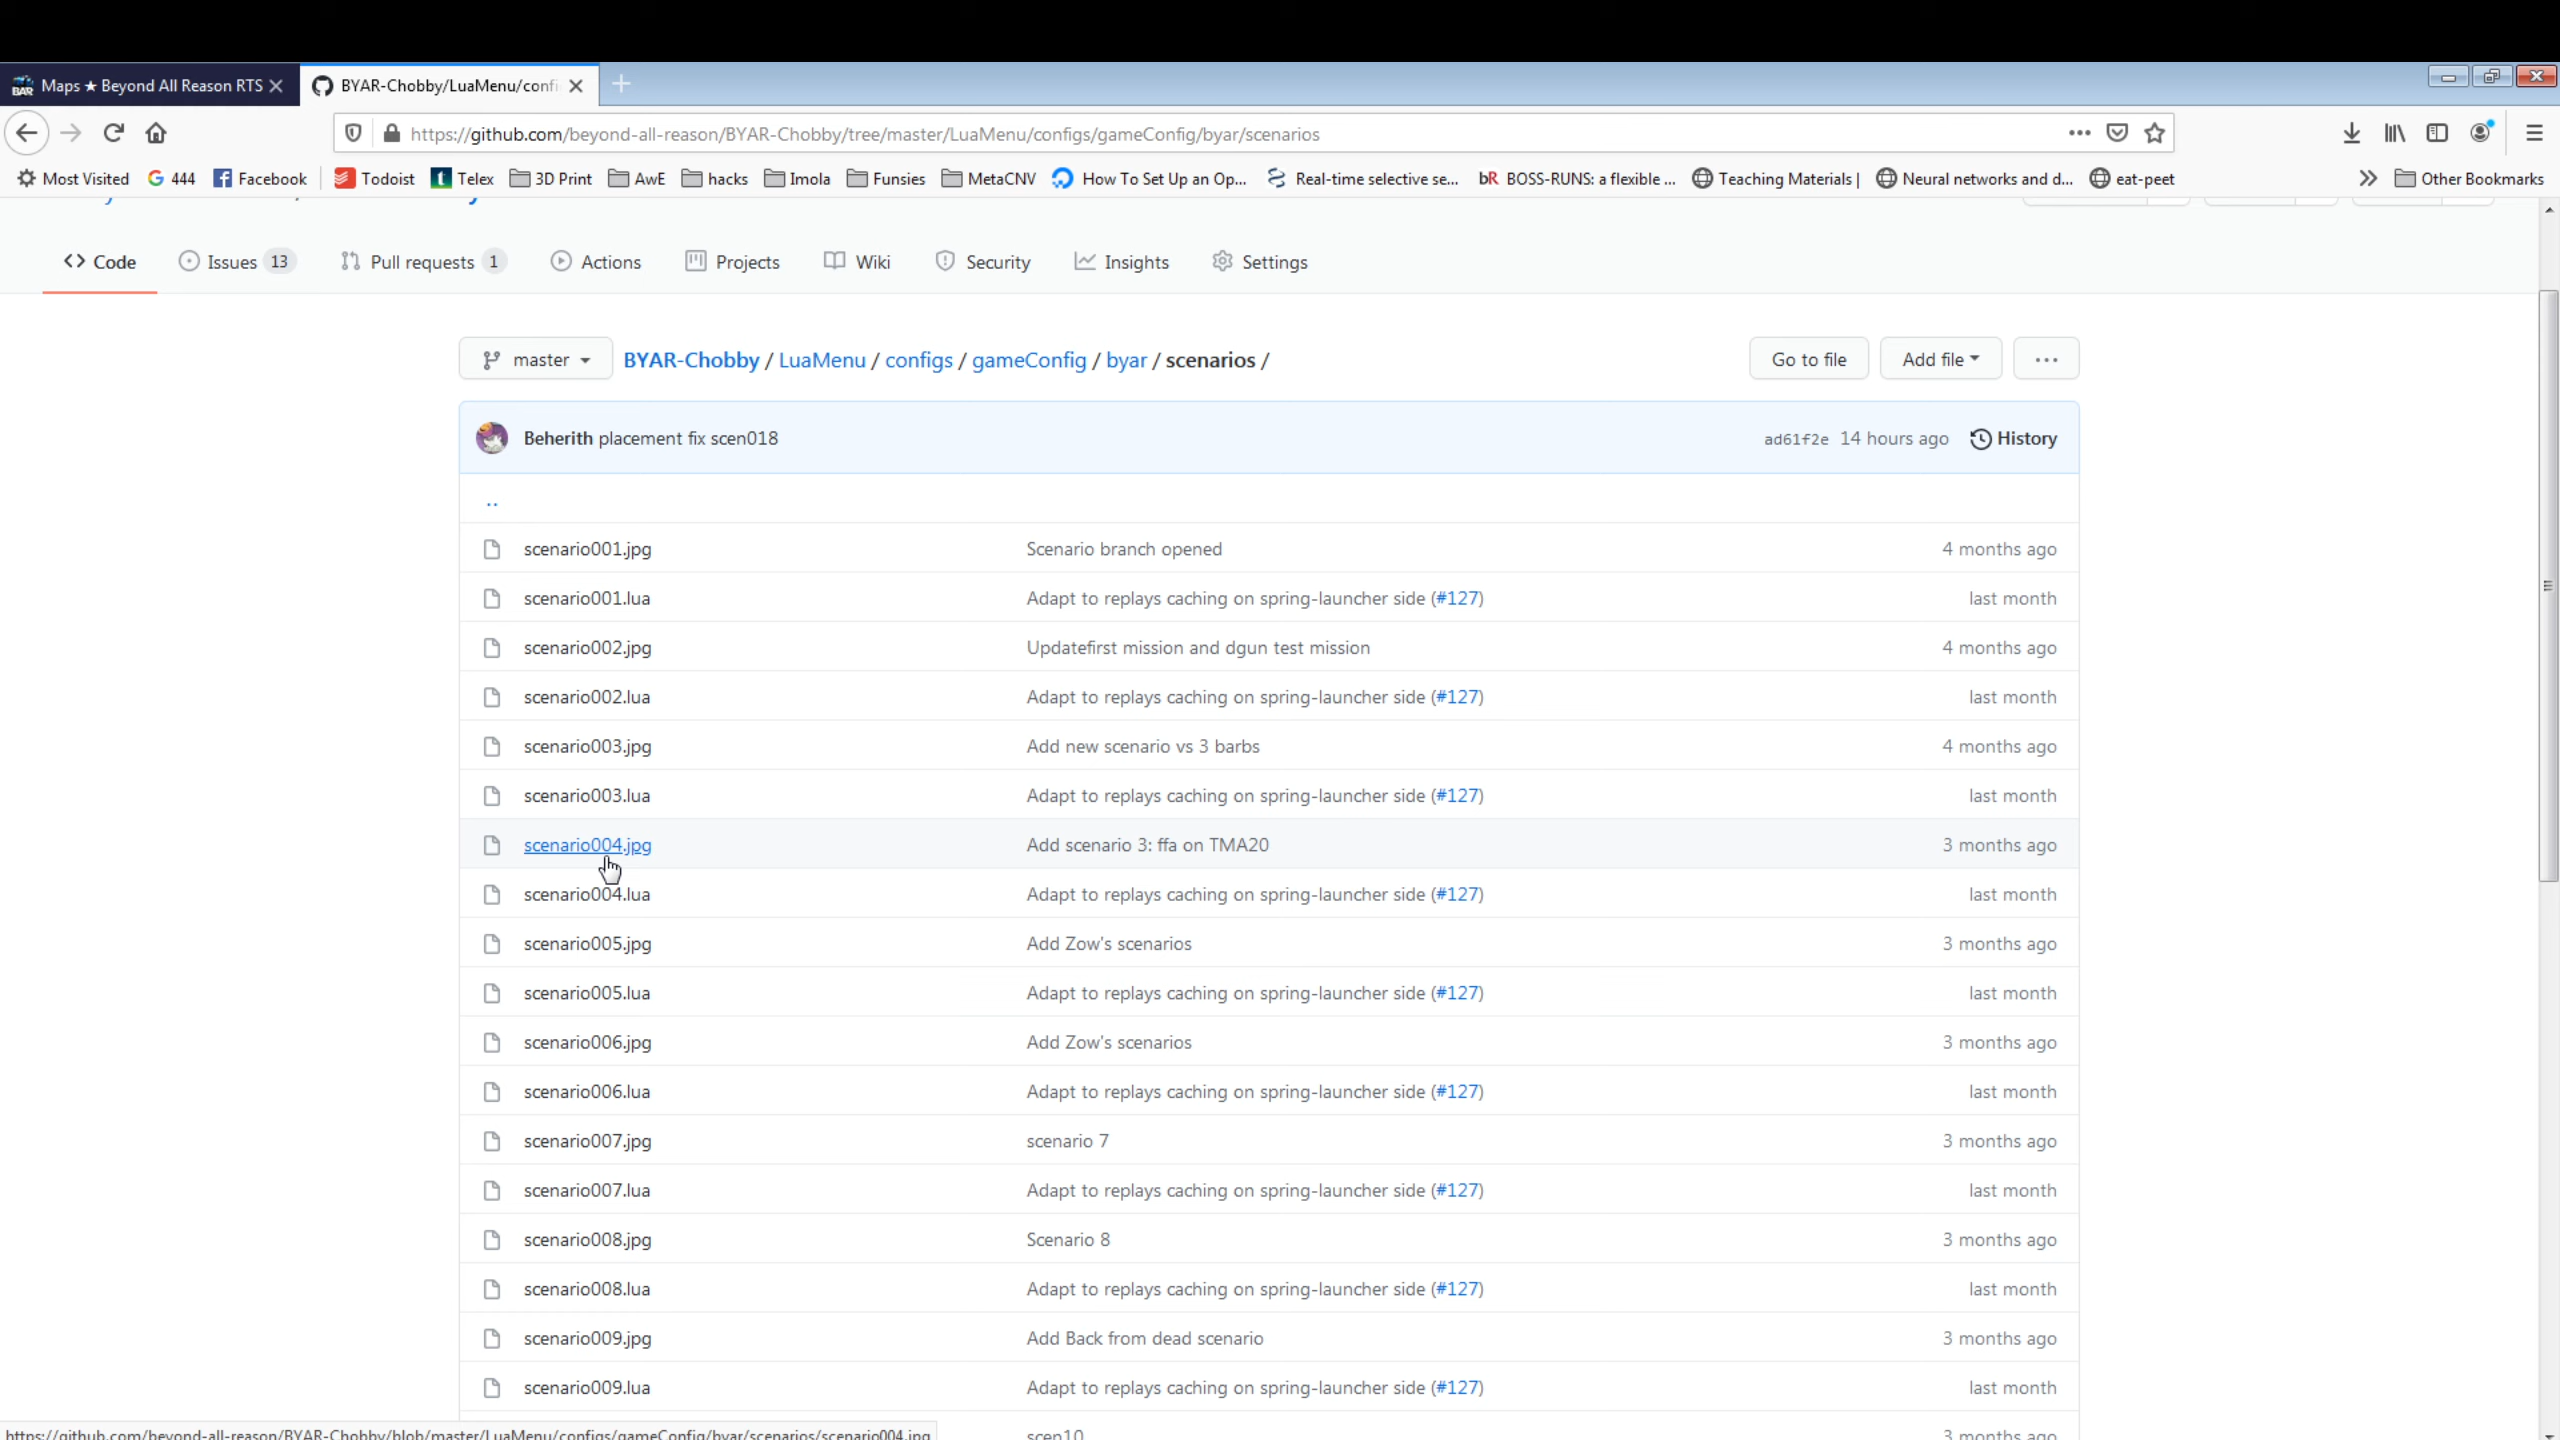 Maps ★ Beyond All Reason RTS BYAR-Chobby/LuaMenu/confi
https://github.com/beyond-all-reason/BYAR-Chobby/tree/master/LuaMenu/configs/gameConfig/byar/scenarios
Most Visited 444 Facebook Todoist Telex 3D Print AwE hacks Imola Funsies MetaCNV How To Set Up an Op... Real-time selective se... bR BOSS-RUNS: a flexible ... Teaching Materials | Neural networks and d... eat-peet Other Bookmarks
Code Issues 13 Pull requests 1 Actions Projects Wiki Security Insights Settings
master BYAR-Chobby / LuaMenu / configs / gameConfig / byar / scenarios / Go to file Add file ...
Beherith placement fix scen018 ad61f2e 14 hours ago History
..
scenario001.jpg Scenario branch opened 4 months ago
scenario001.lua Adapt to replays caching on spring-launcher side (#127) last month
scenario002.jpg Updatefirst mission and dgun test mission 4 months ago
scenario002.lua Adapt to replays caching on spring-launcher side (#127) last month
scenario003.jpg Add new scenario vs 3 barbs 4 months ago
scenario003.lua Adapt to replays caching on spring-launcher side (#127) last month
scenario004.jpg Add scenario 3: ffa on TMA20 3 months ago
scenario004.lua Adapt to replays caching on spring-launcher side (#127) last month
scenario005.jpg Add Zow's scenarios 3 months ago
scenario005.lua Adapt to replays caching on spring-launcher side (#127) last month
scenario006.jpg Add Zow's scenarios 3 months ago
scenario006.lua Adapt to replays caching on spring-launcher side (#127) last month
scenario007.jpg scenario 7 3 months ago
scenario007.lua Adapt to replays caching on spring-launcher side (#127) last month
scenario008.jpg Scenario 8 3 months ago
scenario008.lua Adapt to replays caching on spring-launcher side (#127) last month
scenario009.jpg Add Back from dead scenario 3 months ago
scenario009.lua Adapt to replays caching on spring-launcher side (#127) last month
https://github.com/beyond-all-reason/BYAR-Chobby/blob/master/LuaMenu/configs/gameConfig/byar/scenarios/scenario004.jpg scen10 3 months ago